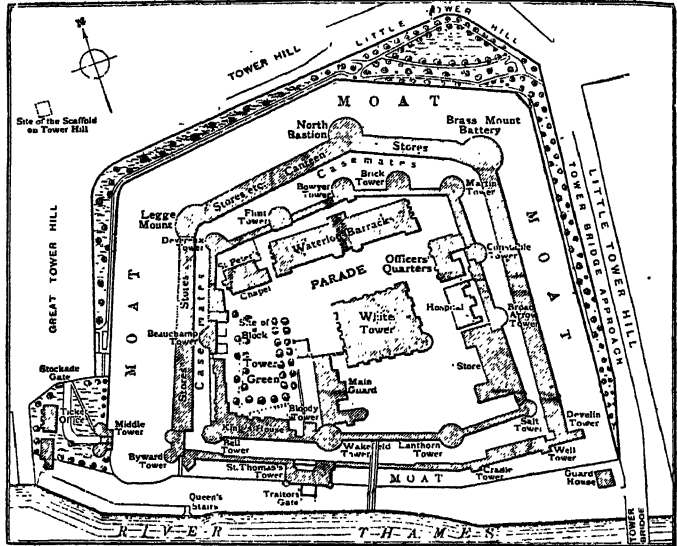 N
TOWER HILL
LITTLE TOWER HILL
Site of the Scaffold
on Tower Hill
MOAT
North
Bastion
Brass Mount
Battery
Stores
Canteen
Stores etc.
Casemates
Brick
Tower
Bowyer
Tower
Martin
Tower
Legge
Mount
Flint
Tower
Devereux
Tower
Waterloo Barracks
St. Peter's
Chapel
PARADE
Officers'
Quarters
Constable
Tower
MOAT
LITTLE TOWER HILL
TOWER BRIDGE APPROACH
GREAT TOWER HILL
MOAT
Stores
Casemates
Hospital
Broad
Arrow
Tower
White
Tower
Site of
Block
Beauchamp
Tower
Tower
Green
Store
Stores
Stockade
Gate
Main
Guard
Ticket
Office
Middle
Tower
Bloody
Tower
King's House
Bell
Tower
Salt
Tower
Develin
Tower
Wakefield
Tower
Lanthorn
Tower
Well
Tower
Byward
Tower
St. Thomas's
Tower
Cradle
Tower
MOAT
Guard
House
Traitors
Gate
Queen's
Stairs
RIVER THAMES
TOWER
BRIDGE